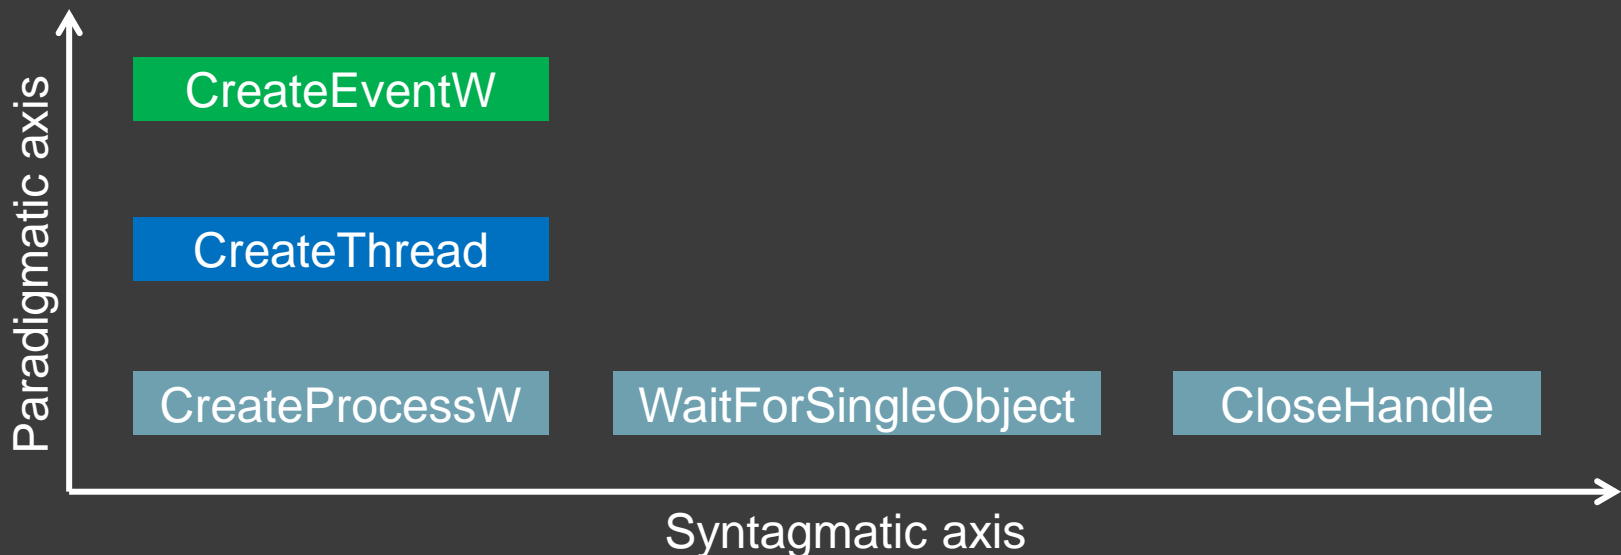 Paradigmatic axis
CreateEventW
CreateThread
CreateProcessW
WaitForSingleObject
CloseHandle
Syntagmatic axis